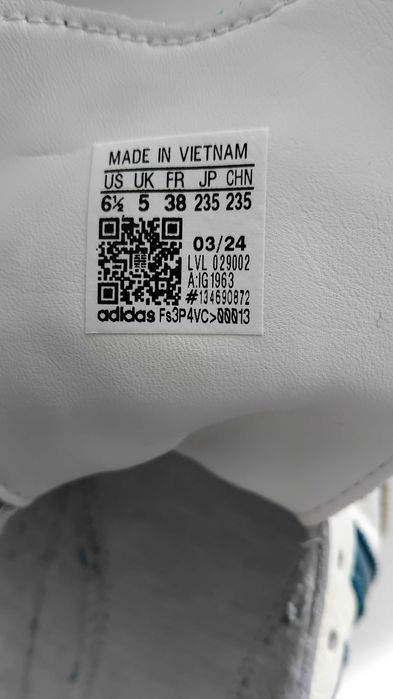 MADE IN VIETNAM
US UK FR JP CHN
6½ 5 38 235 235
03/24
LVL 029002
A:IG1963
#134690872
adidas Fs3P4VC>00013